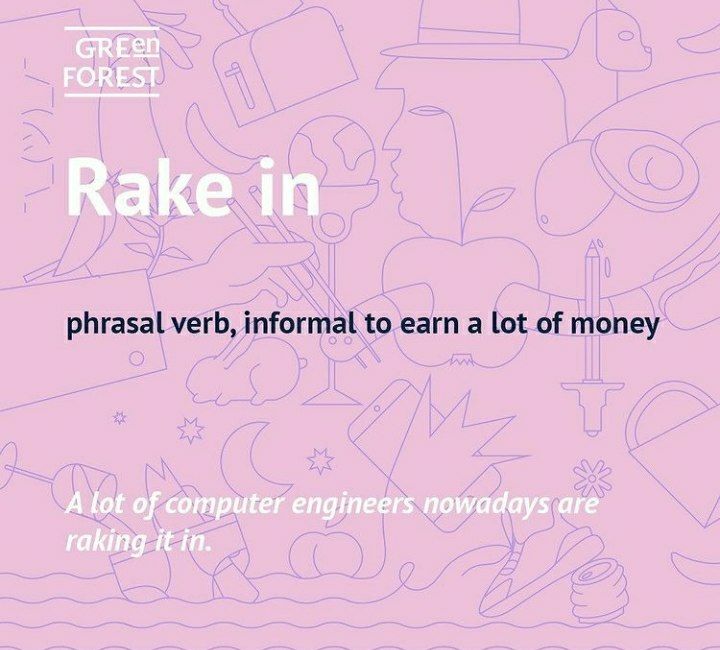 GREen
FOREST
Rake in
phrasal verb, informal to earn a lot of money
A lot of computer engineers nowadays are
raking it in.